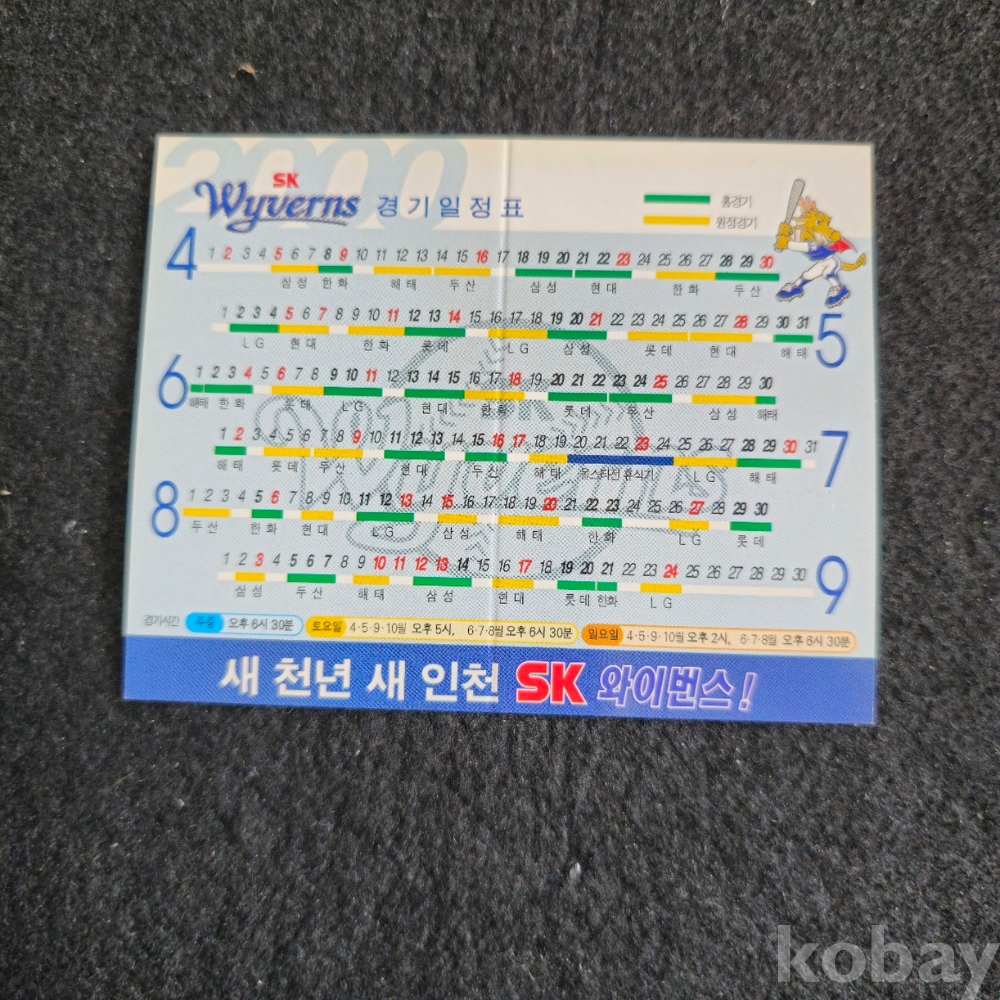 2000
SK
Wyverns 경기일정표
홈경기
원정경기
4 1 2 3 4 5 6 7 8 9 10 11 12 13 14 15 16 17 18 19 20 21 22 23 24 25 26 27 28 29 30
삼성 한화 해태 두산 삼성 현대 한화 두산
1 2 3 4 5 6 7 8 9 10 11 12 13 14 15 16 17 18 19 20 21 22 23 24 25 26 27 28 29 30 31 5
LG 현대 한화 롯데 LG 삼성 롯데 현대 해태
6 1 2 3 4 5 6 7 8 9 10 11 12 13 14 15 16 17 18 19 20 21 22 23 24 25 26 27 28 29 30
해태 한화 롯데 LG 현대 한화 롯데 두산 삼성 해태
1 2 3 4 5 6 7 8 9 10 11 12 13 14 15 16 17 18 19 20 21 22 23 24 25 26 27 28 29 30 31 7
해태 롯데 두산 현대 두산 해태 올스타전 휴식기 LG 해태
8 1 2 3 4 5 6 7 8 9 10 11 12 13 14 15 16 17 18 19 20 21 22 23 24 25 26 27 28 29 30
두산 한화 현대 LG 삼성 해태 한화 LG 롯데
1 2 3 4 5 6 7 8 9 10 11 12 13 14 15 16 17 18 19 20 21 22 23 24 25 26 27 28 29 30 9
삼성 두산 해태 삼성 현대 롯데 한화 LG
경기시간 주중 오후 6시 30분 토요일 4·5·9·10월 오후 5시, 6·7·8월 오후 6시 30분 일요일 4·5·9·10월 오후 2시, 6·7·8월 오후 6시 30분
새 천년 새 인천 SK 와이번스!
kobay